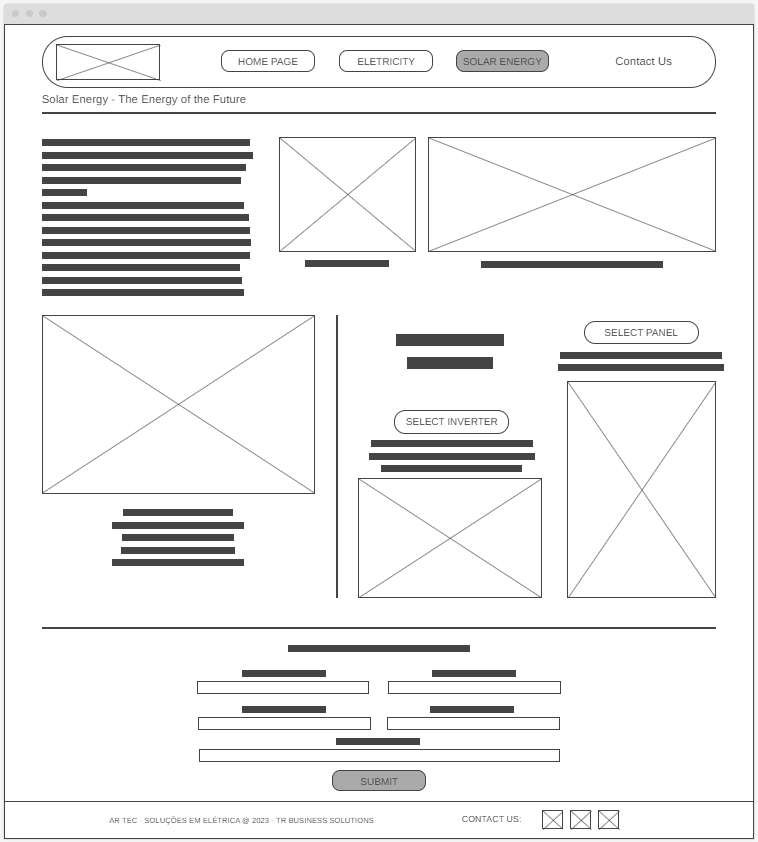 HOME PAGE
ELETRICITY
SOLAR ENERGY
Contact Us
Solar Energy - The Energy of the Future
SELECT PANEL
SELECT INVERTER
SUBMIT
AR TEC · SOLUÇÕES EM ELÉTRICA @ 2023 · TR BUSINESS SOLUTIONS
CONTACT US: